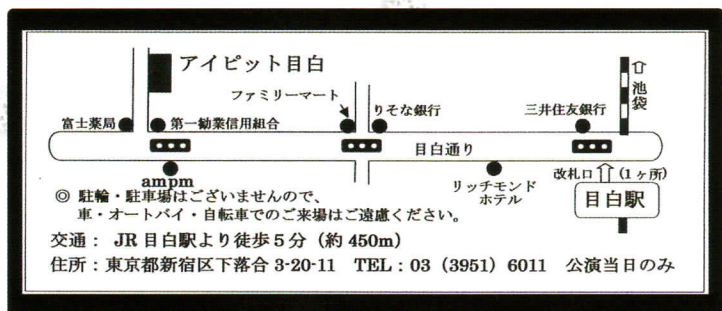 アイピット目白
ファミリーマート
りそな銀行
三井住友銀行
池袋
富士薬局
第一勧業信用組合
目白通り
ampm
リッチモンド
ホテル
改札口 (1ヶ所)
目白駅
◎ 駐輪・駐車場はございませんので、
車・オートバイ・自転車でのご来場はご遠慮ください。
交通： JR 目白駅より徒歩５分（約 450m）
住所：東京都新宿区下落合 3-20-11 TEL：03（3951）6011 公演当日のみ